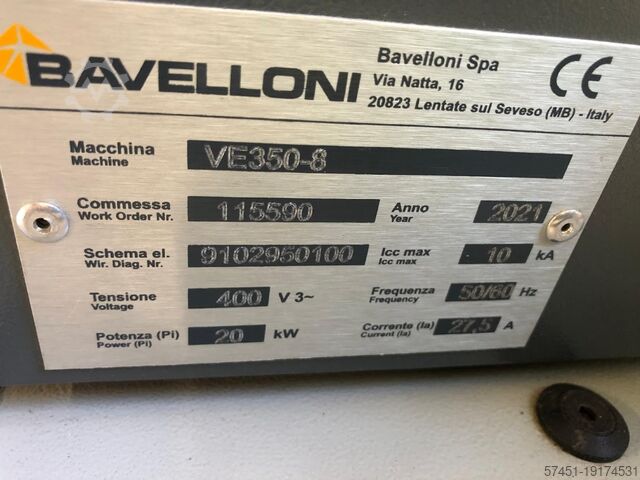 BAVELLONI
Bavelloni Spa
Via Natta, 16
20823 Lentate sul Seveso (MB) - Italy
CE
Macchina
Machine
VE350-8
Commessa
Work Order Nr.
115590
Anno
Year
2021
Schema el.
Wir. Diag. Nr.
9102950100
Icc max
Icc max
10 kA
Tensione
Voltage
400 V 3~
Frequenza
Frequency
50/60 Hz
Potenza (Pi)
Power (Pi)
20 kW
Corrente (Ia)
Current (Ia)
27,5 A
57451-19174531